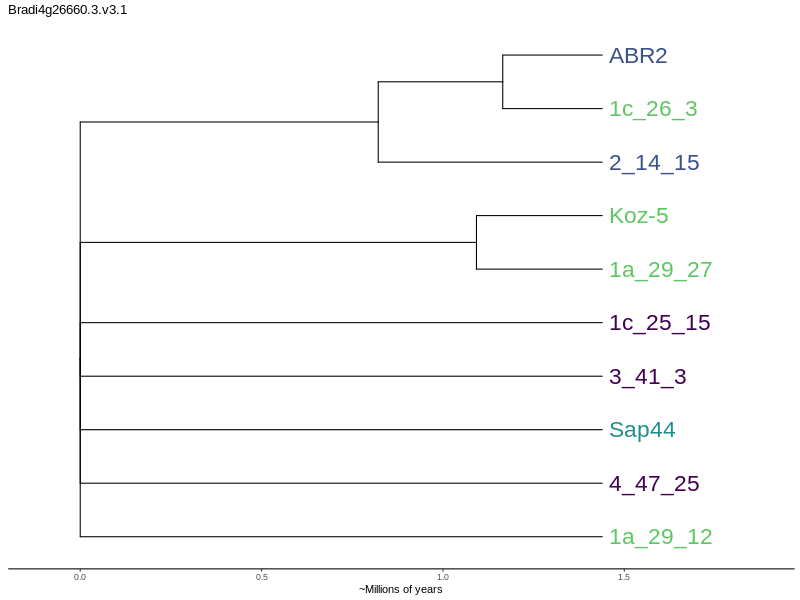 Bradi4g26660.3.v3.1
ABR2
1c_26_3
2_14_15
Koz-5
1a_29_27
1c_25_15
3_41_3
Sap44
4_47_25
1a_29_12
0.0 0.5 1.0 1.5
~Millions of years